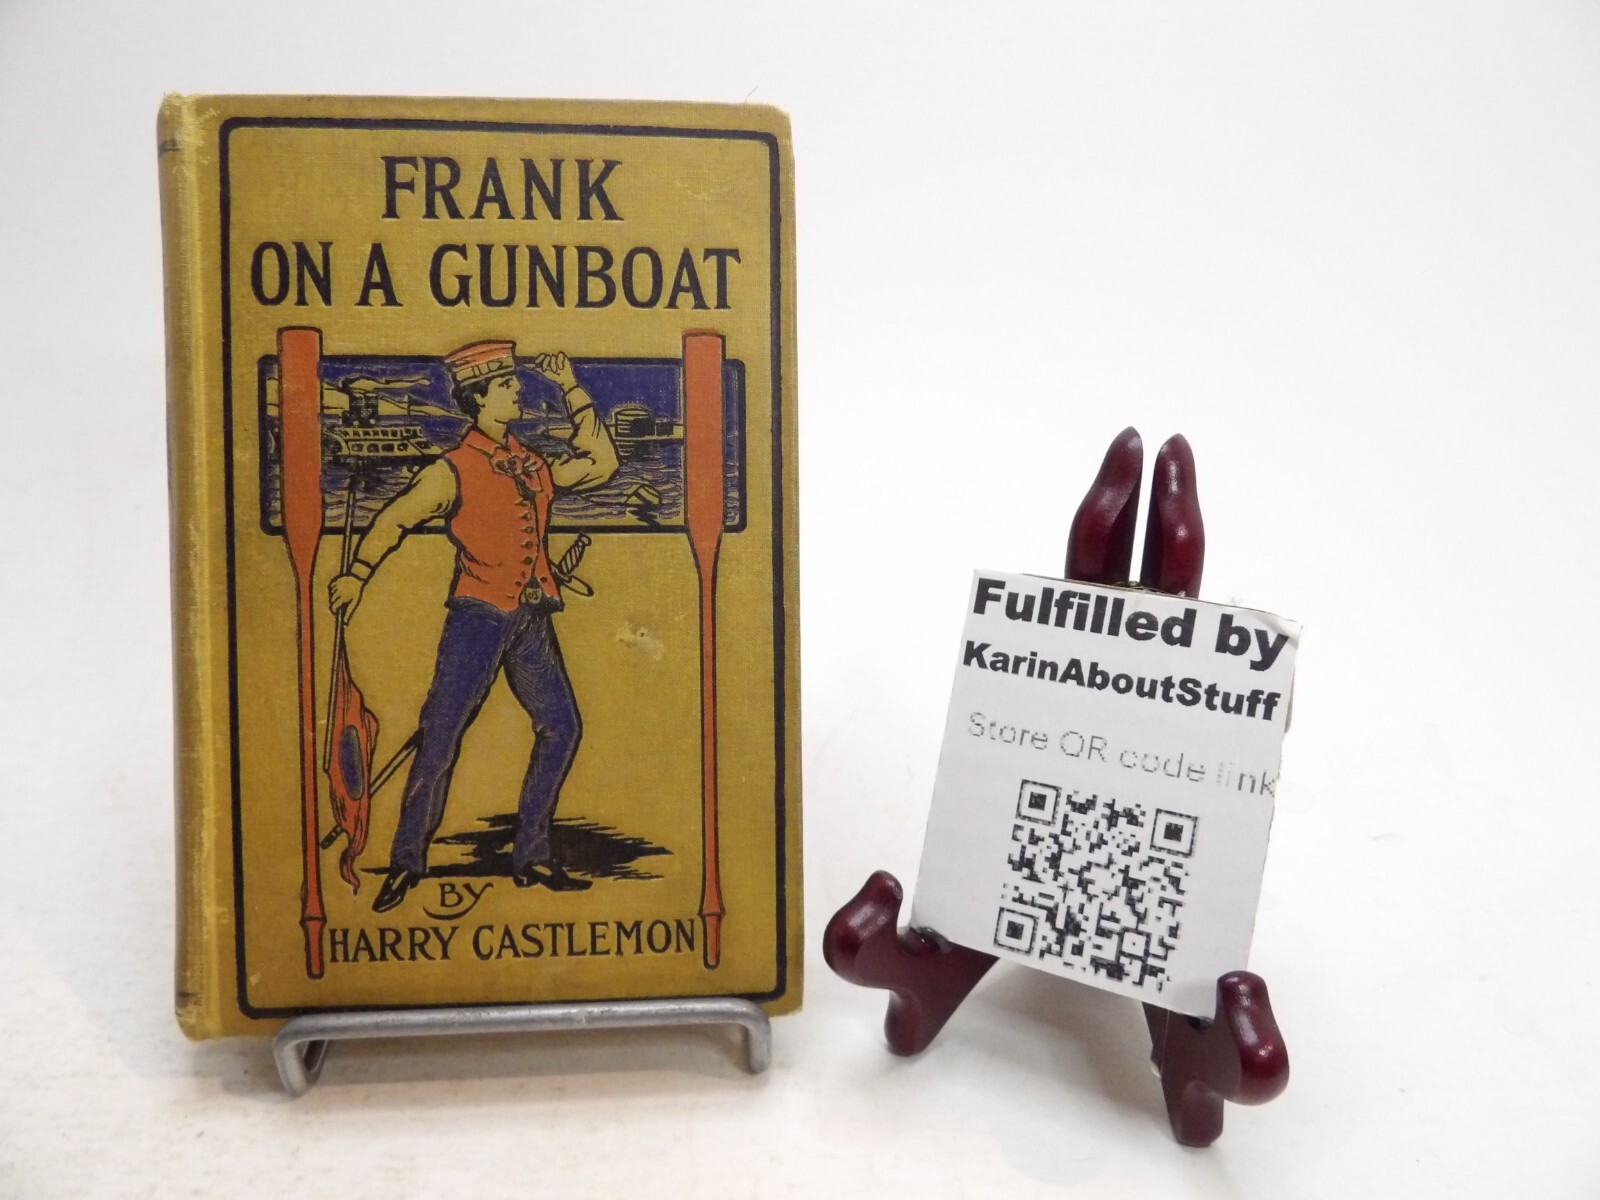 FRANK
ON A GUNBOAT
BY
HARRY CASTLEMON
Fulfilled by
KarinAboutStuff
Store QR code link